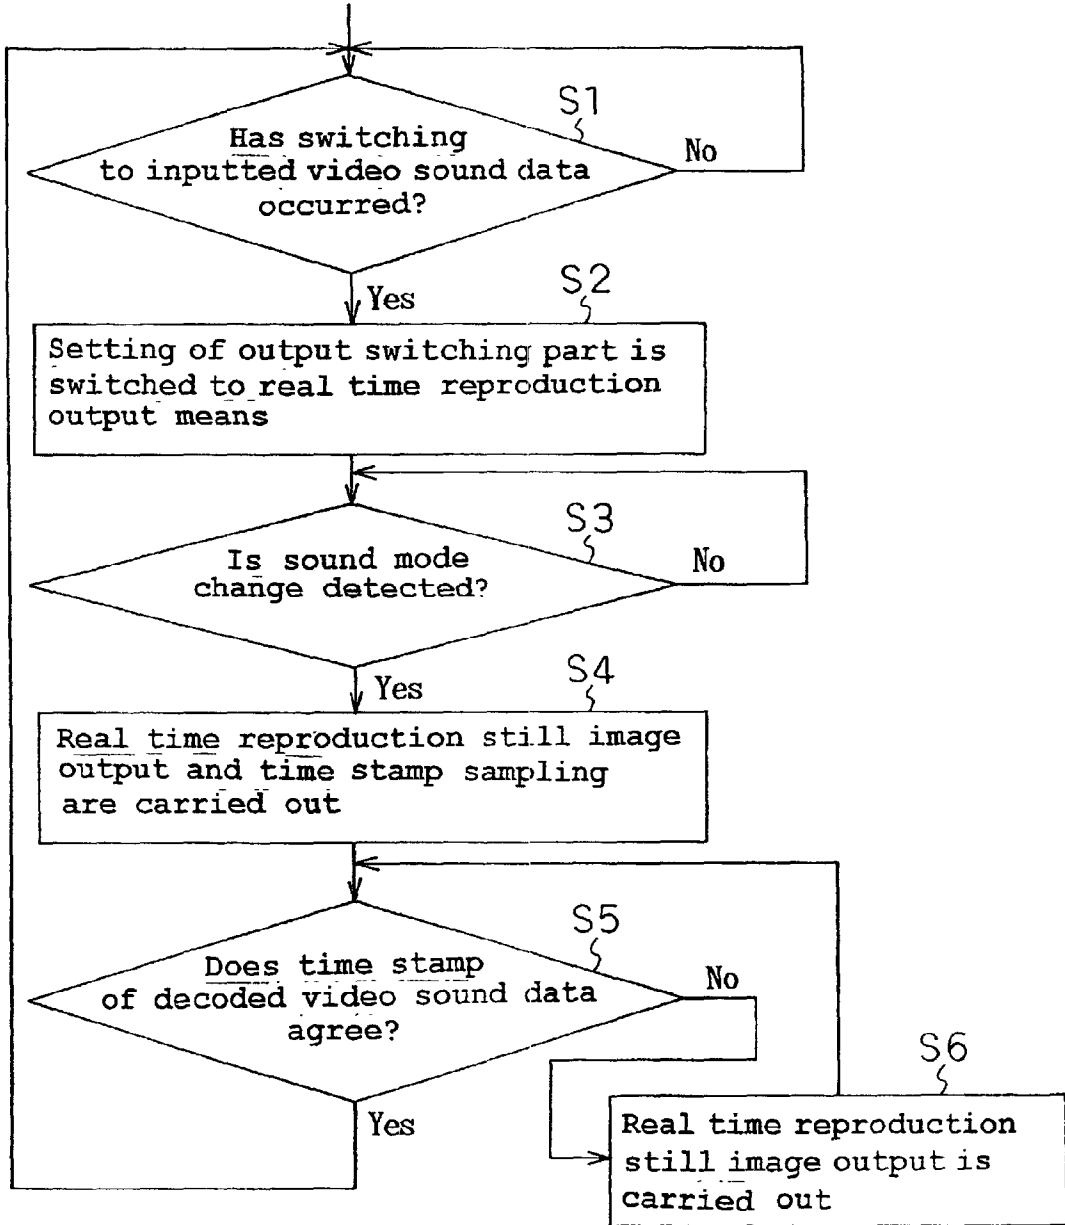 S1
Has switching
to inputted video sound data
occurred?
No
Yes
S2
Setting of output switching part is
switched to real time reproduction
output means
S3
Is sound mode
change detected?
No
Yes
S4
Real time reproduction still image
output and time stamp sampling
are carried out
S5
Does time stamp
of decoded video sound data
agree?
No
Yes
S6
Real time reproduction
still image output is
carried out